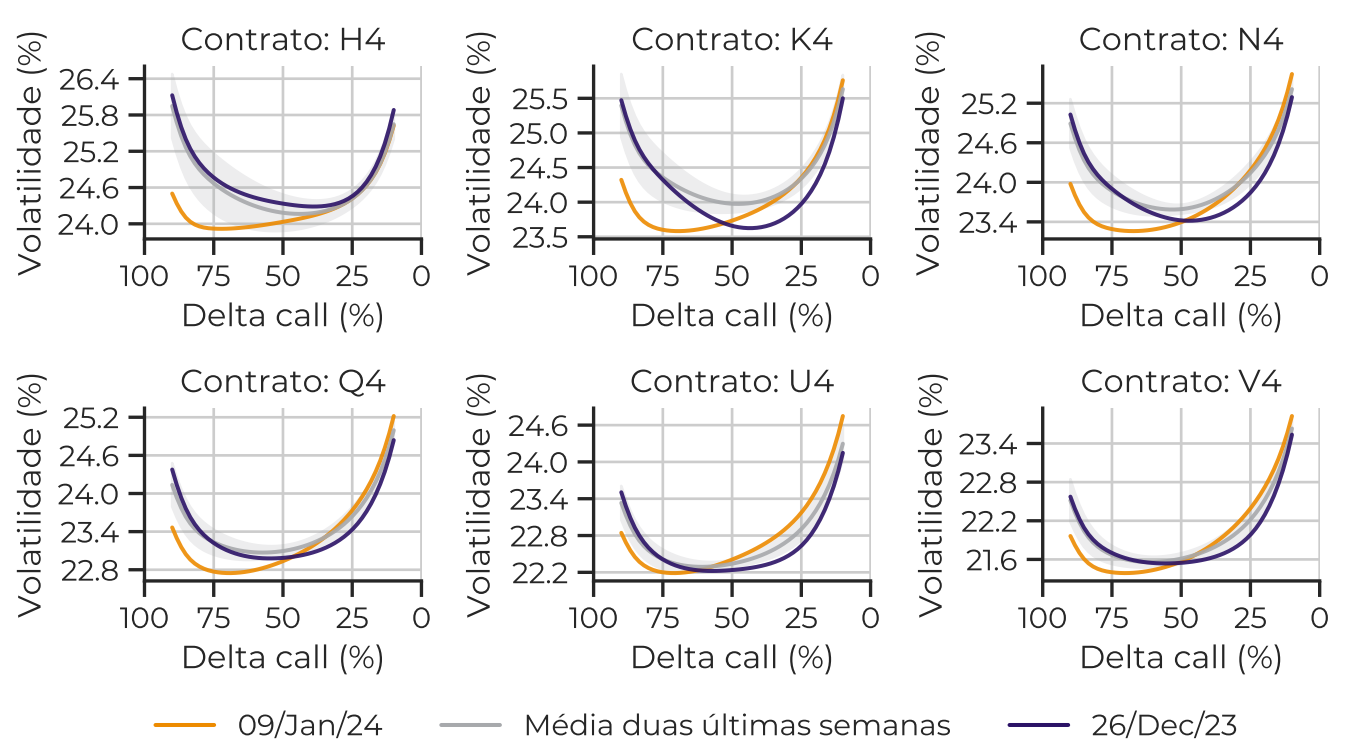 Contrato: H4
Volatilidade (%)
26.4
25.8
25.2
24.6
24.0
100 75 50 25 0
Delta call (%)
Contrato: K4
Volatilidade (%)
25.5
25.0
24.5
24.0
23.5
100 75 50 25 0
Delta call (%)
Contrato: N4
Volatilidade (%)
25.2
24.6
24.0
23.4
100 75 50 25 0
Delta call (%)
Contrato: Q4
Volatilidade (%)
25.2
24.6
24.0
23.4
22.8
100 75 50 25 0
Delta call (%)
Contrato: U4
Volatilidade (%)
24.6
24.0
23.4
22.8
22.2
100 75 50 25 0
Delta call (%)
Contrato: V4
Volatilidade (%)
23.4
22.8
22.2
21.6
100 75 50 25 0
Delta call (%)
09/Jan/24 Média duas últimas semanas 26/Dec/23